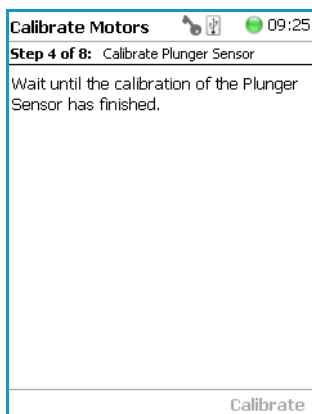 Calibrate Motors 09:25
Step 4 of 8: Calibrate Plunger Sensor
Wait until the calibration of the Plunger
Sensor has finished.
Calibrate